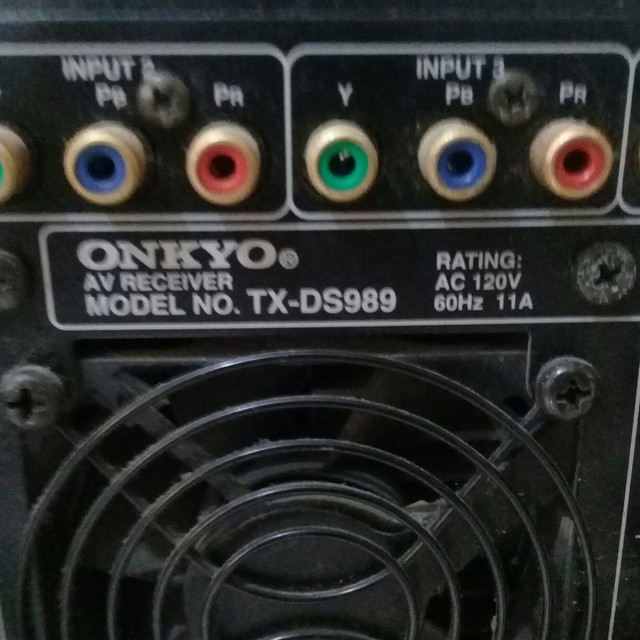 INPUT 2
PB PR
INPUT 3
Y PB PR
ONKYO®
AV RECEIVER
MODEL NO. TX-DS989
RATING:
AC 120V
60Hz 11A